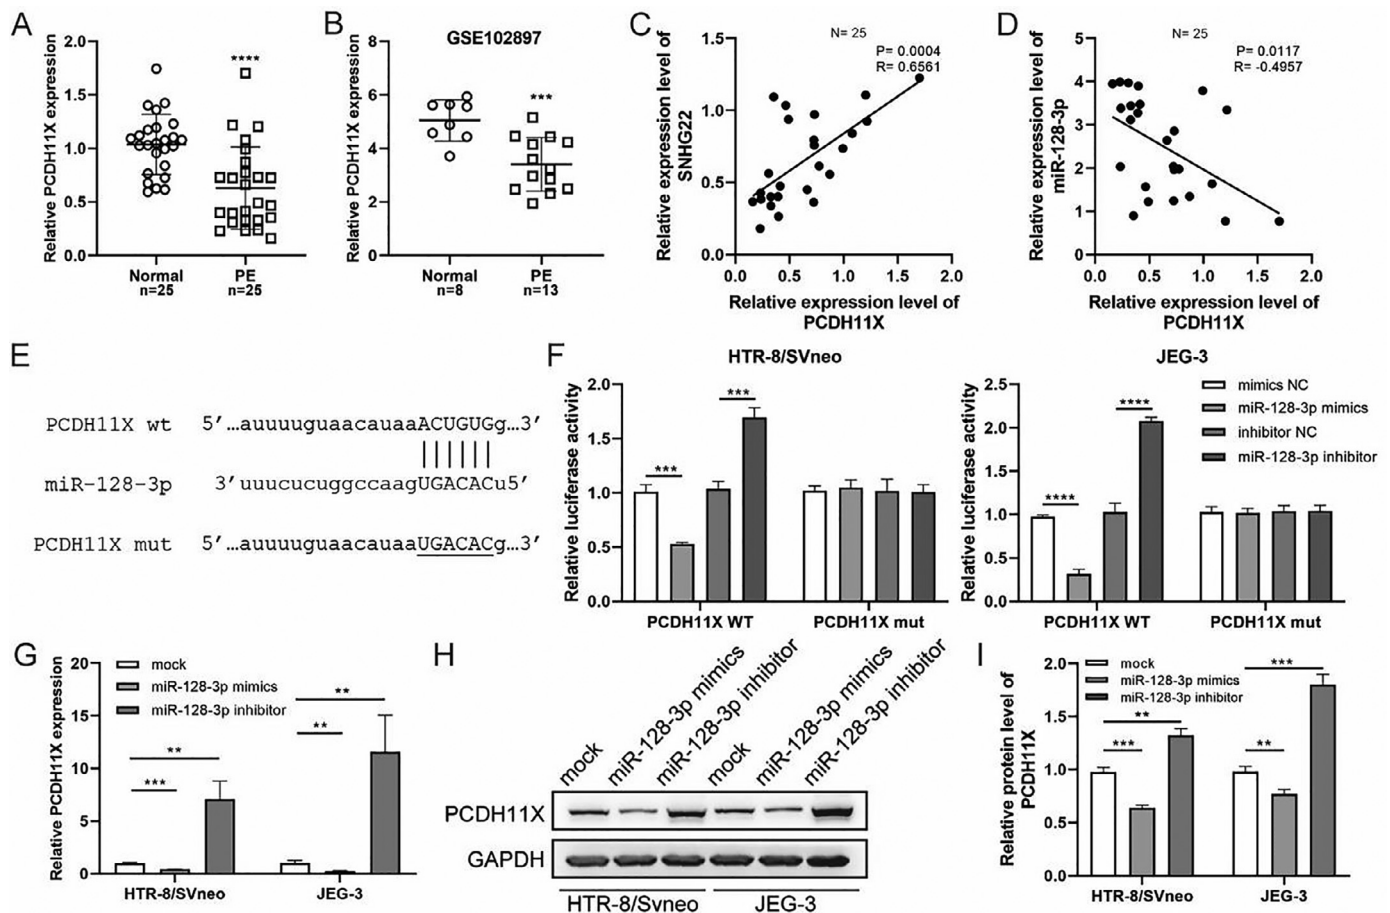 A
Relative PCDH11X expression
2.0
1.5
1.0
0.5
0.0
****
Normal
n=25
PE
n=25
B
GSE102897
Relative PCDH11X expression
8
6
4
2
0
***
Normal
n=8
PE
n=13
C
Relative expression level of
SNHG22
N= 25
P= 0.0004
R= 0.6561
1.5
1.0
0.5
0.0
0.0 0.5 1.0 1.5 2.0
Relative expression level of
PCDH11X
D
Relative expression level of
miR-128-3p
N= 25
P= 0.0117
R= -0.4957
5
4
3
2
1
0
0.0 0.5 1.0 1.5 2.0
Relative expression level of
PCDH11X
E
PCDH11X wt 5′…auuuuguaacauaaACUGUGg…3′
miR-128-3p 3′uuucucuggccaagUGACACu5′
PCDH11X mut 5′…auuuuguaacauaaUGACACg…3′
F
HTR-8/SVneo
Relative luciferase activity
2.0
1.5
1.0
0.5
0.0
***
***
PCDH11X WT PCDH11X mut
JEG-3
Relative luciferase activity
2.5
2.0
1.5
1.0
0.5
0.0
****
****
mimics NC
miR-128-3p mimics
inhibitor NC
miR-128-3p inhibitor
PCDH11X WT PCDH11X mut
G
Relative PCDH11X expression
20
15
10
5
0
mock
miR-128-3p mimics
miR-128-3p inhibitor
**
***
**
**
HTR-8/SVneo JEG-3
H
mock
miR-128-3p mimics
miR-128-3p inhibitor
mock
miR-128-3p mimics
miR-128-3p inhibitor
PCDH11X
GAPDH
HTR-8/SVneo JEG-3
I
Relative protein level of
PCDH11X
2.0
1.5
1.0
0.5
0.0
mock
miR-128-3p mimics
miR-128-3p inhibitor
**
***
***
**
HTR-8/SVneo JEG-3